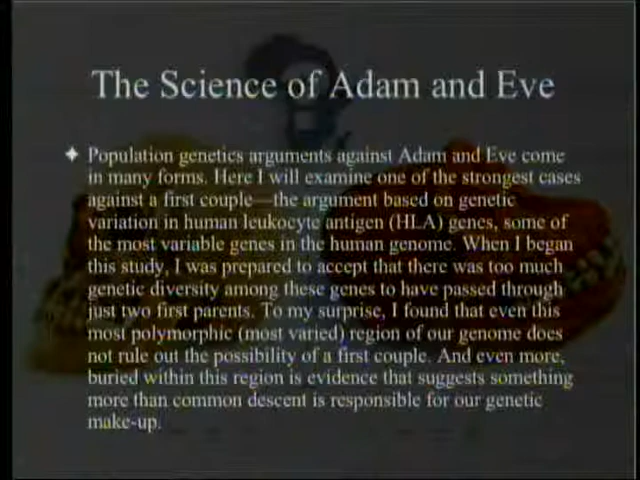 The Science of Adam and Eve
Population genetics arguments against Adam and Eve come
in many forms. Here I will examine one of the strongest cases
against a first couple—the argument based on genetic
variation in human leukocyte antigen (HLA) genes, some of
the most variable genes in the human genome. When I began
this study, I was prepared to accept that there was too much
genetic diversity among these genes to have passed through
just two first parents. To my surprise, I found that even this
most polymorphic (most varied) region of our genome does
not rule out the possibility of a first couple. And even more,
buried within this region is evidence that suggests something
more than common descent is responsible for our genetic
make-up.